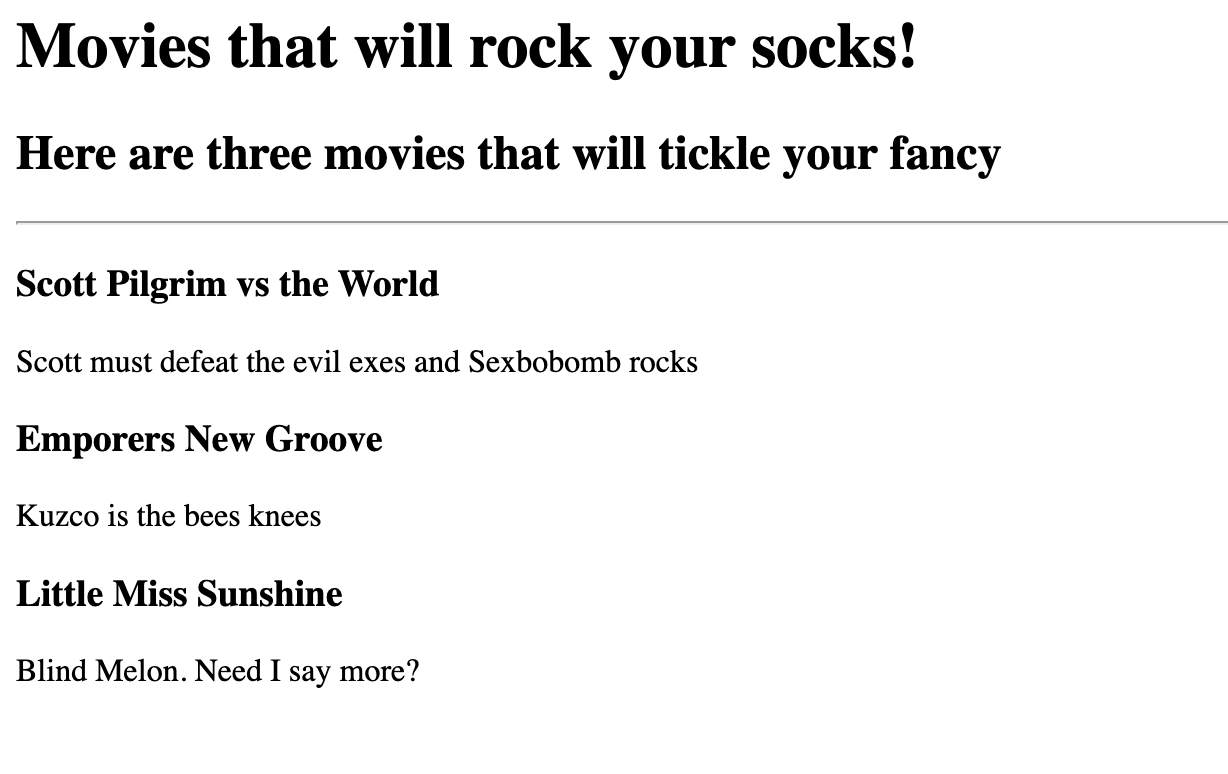 Movies that will rock your socks!
Here are three movies that will tickle your fancy
Scott Pilgrim vs the World
Scott must defeat the evil exes and Sexbobomb rocks
Emporers New Groove
Kuzco is the bees knees
Little Miss Sunshine
Blind Melon. Need I say more?